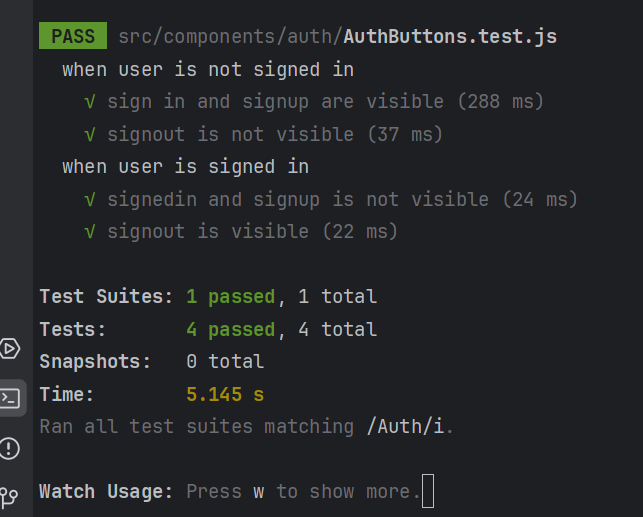 PASS src/components/auth/AuthButtons.test.js
when user is not signed in
√ sign in and signup are visible (288 ms)
√ signout is not visible (37 ms)
when user is signed in
√ signedin and signup is not visible (24 ms)
√ signout is visible (22 ms)
Test Suites: 1 passed, 1 total
Tests: 4 passed, 4 total
Snapshots: 0 total
Time: 5.145 s
Ran all test suites matching /Auth/i.
Watch Usage: Press w to show more.